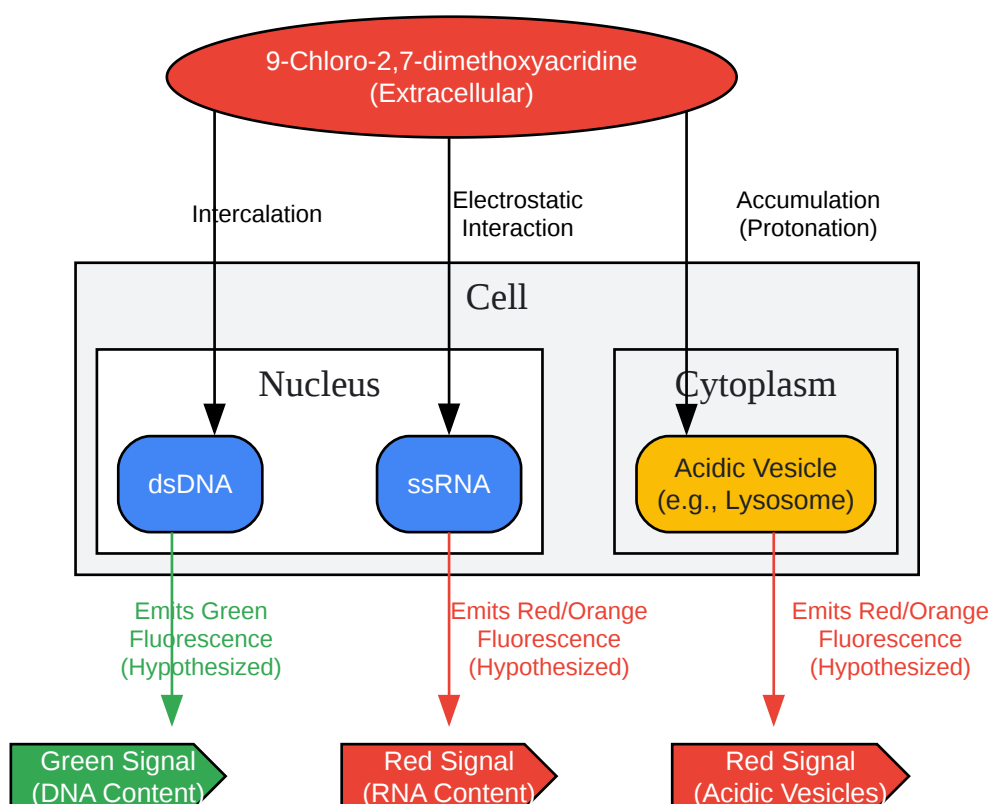 9-Chloro-2,7-dimethoxyacridine
(Extracellular)
Intercalation
Electrostatic
Interaction
Accumulation
(Protonation)
Cell
Nucleus
Cytoplasm
dsDNA
ssRNA
Acidic Vesicle
(e.g., Lysosome)
Emits Green
Fluorescence
(Hypothesized)
Emits Red/Orange
Fluorescence
(Hypothesized)
Emits Red/Orange
Fluorescence
(Hypothesized)
Green Signal
(DNA Content)
Red Signal
(RNA Content)
Red Signal
(Acidic Vesicles)